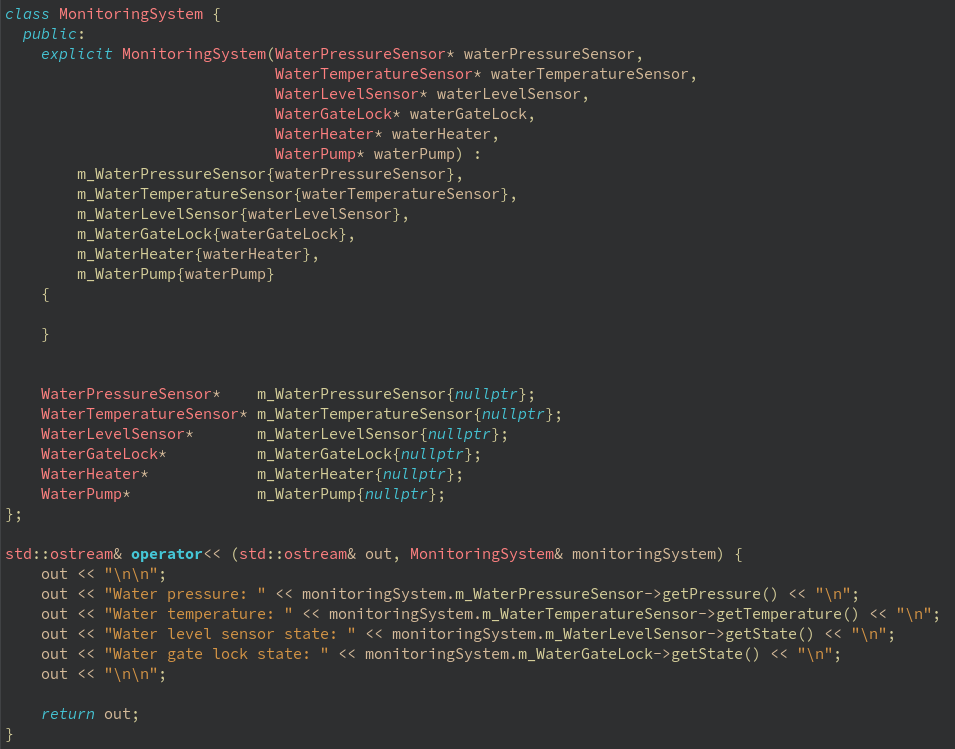 class MonitoringSystem {
  public:
    explicit MonitoringSystem(WaterPressureSensor* waterPressureSensor,
                              WaterTemperatureSensor* waterTemperatureSensor,
                              WaterLevelSensor* waterLevelSensor,
                              WaterGateLock* waterGateLock,
                              WaterHeater* waterHeater,
                              WaterPump* waterPump) :
        m_WaterPressureSensor{waterPressureSensor},
        m_WaterTemperatureSensor{waterTemperatureSensor},
        m_WaterLevelSensor{waterLevelSensor},
        m_WaterGateLock{waterGateLock},
        m_WaterHeater{waterHeater},
        m_WaterPump{waterPump}
    {

    }


    WaterPressureSensor*    m_WaterPressureSensor{nullptr};
    WaterTemperatureSensor* m_WaterTemperatureSensor{nullptr};
    WaterLevelSensor*       m_WaterLevelSensor{nullptr};
    WaterGateLock*          m_WaterGateLock{nullptr};
    WaterHeater*            m_WaterHeater{nullptr};
    WaterPump*              m_WaterPump{nullptr};
};

std::ostream& operator<< (std::ostream& out, MonitoringSystem& monitoringSystem) {
    out << "\n\n";
    out << "Water pressure: " << monitoringSystem.m_WaterPressureSensor->getPressure() << "\n";
    out << "Water temperature: " << monitoringSystem.m_WaterTemperatureSensor->getTemperature() << "\n";
    out << "Water level sensor state: " << monitoringSystem.m_WaterLevelSensor->getState() << "\n";
    out << "Water gate lock state: " << monitoringSystem.m_WaterGateLock->getState() << "\n";
    out << "\n\n";

    return out;
}